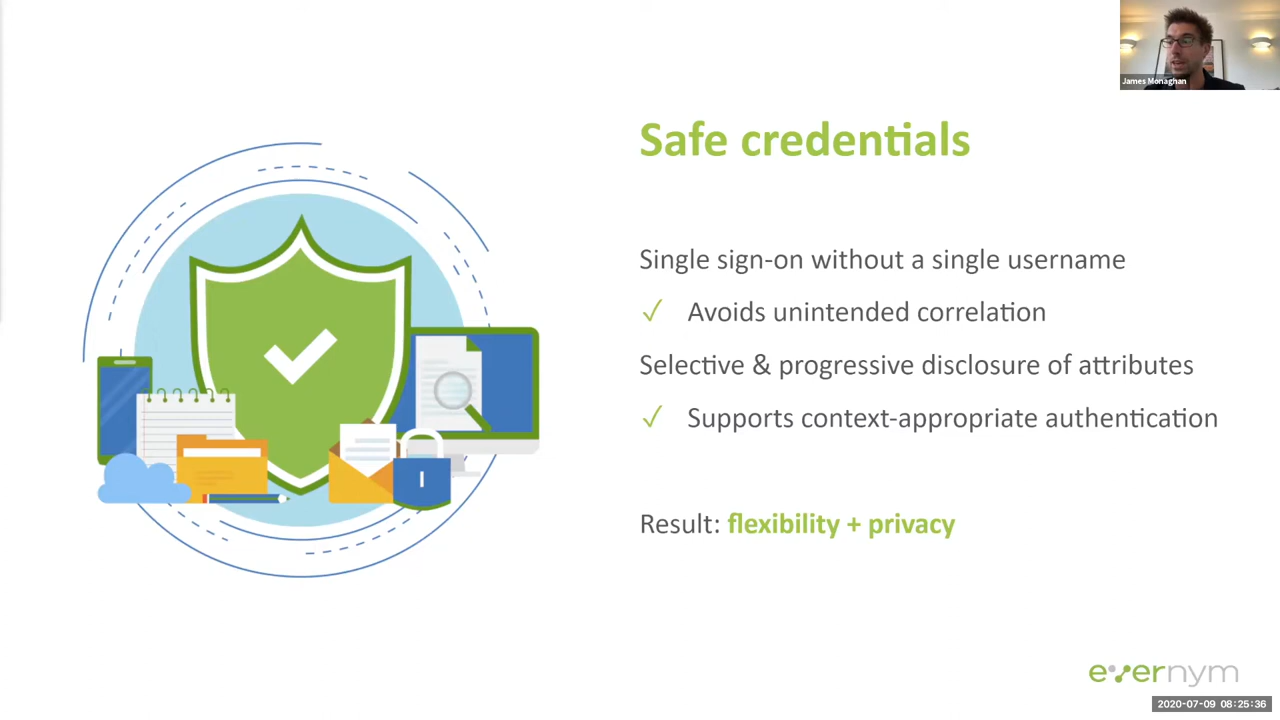 James Monaghan
Safe credentials
Single sign-on without a single username
✓ Avoids unintended correlation
Selective & progressive disclosure of attributes
✓ Supports context-appropriate authentication
Result: flexibility + privacy
evernym
2020-07-09 08:25:36